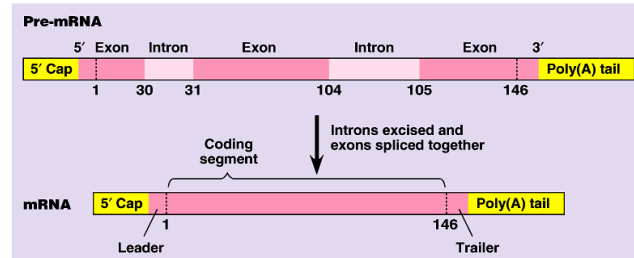 Pre-mRNA
5′ Exon Intron Exon Intron Exon 3′
5′ Cap Poly(A) tail
1 30 31 104 105 146
Introns excised and
exons spliced together
Coding
segment
mRNA 5′ Cap Poly(A) tail
1 146
Leader Trailer